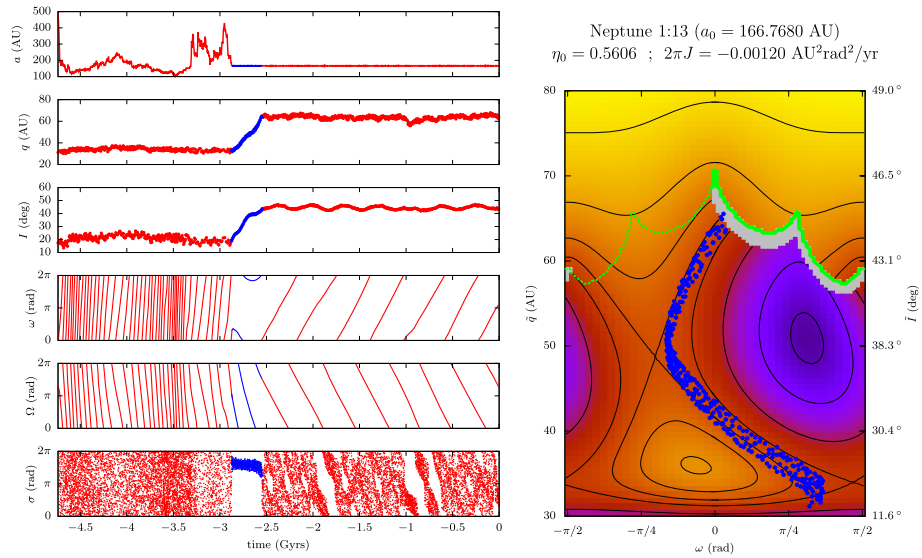 500
400
300
200
100
a (AU)
80
60
40
20
q (AU)
60
50
40
30
20
10
I (deg)
2π
π
0
ω (rad)
2π
π
0
Ω (rad)
2π
π
0
σ (rad)
−4.5 −4 −3.5 −3 −2.5 −2 −1.5 −1 −0.5 0
time (Gyrs)
Neptune 1:13 (a₀ = 166.7680 AU)
η₀ = 0.5606 ; 2πJ = −0.00120 AU²rad²/yr
80
70
60
50
40
30
q̃ (AU)
49.0°
46.5°
43.1°
38.3°
30.4°
11.6°
Ĩ (deg)
−π/2 −π/4 0 π/4 π/2
ω (rad)